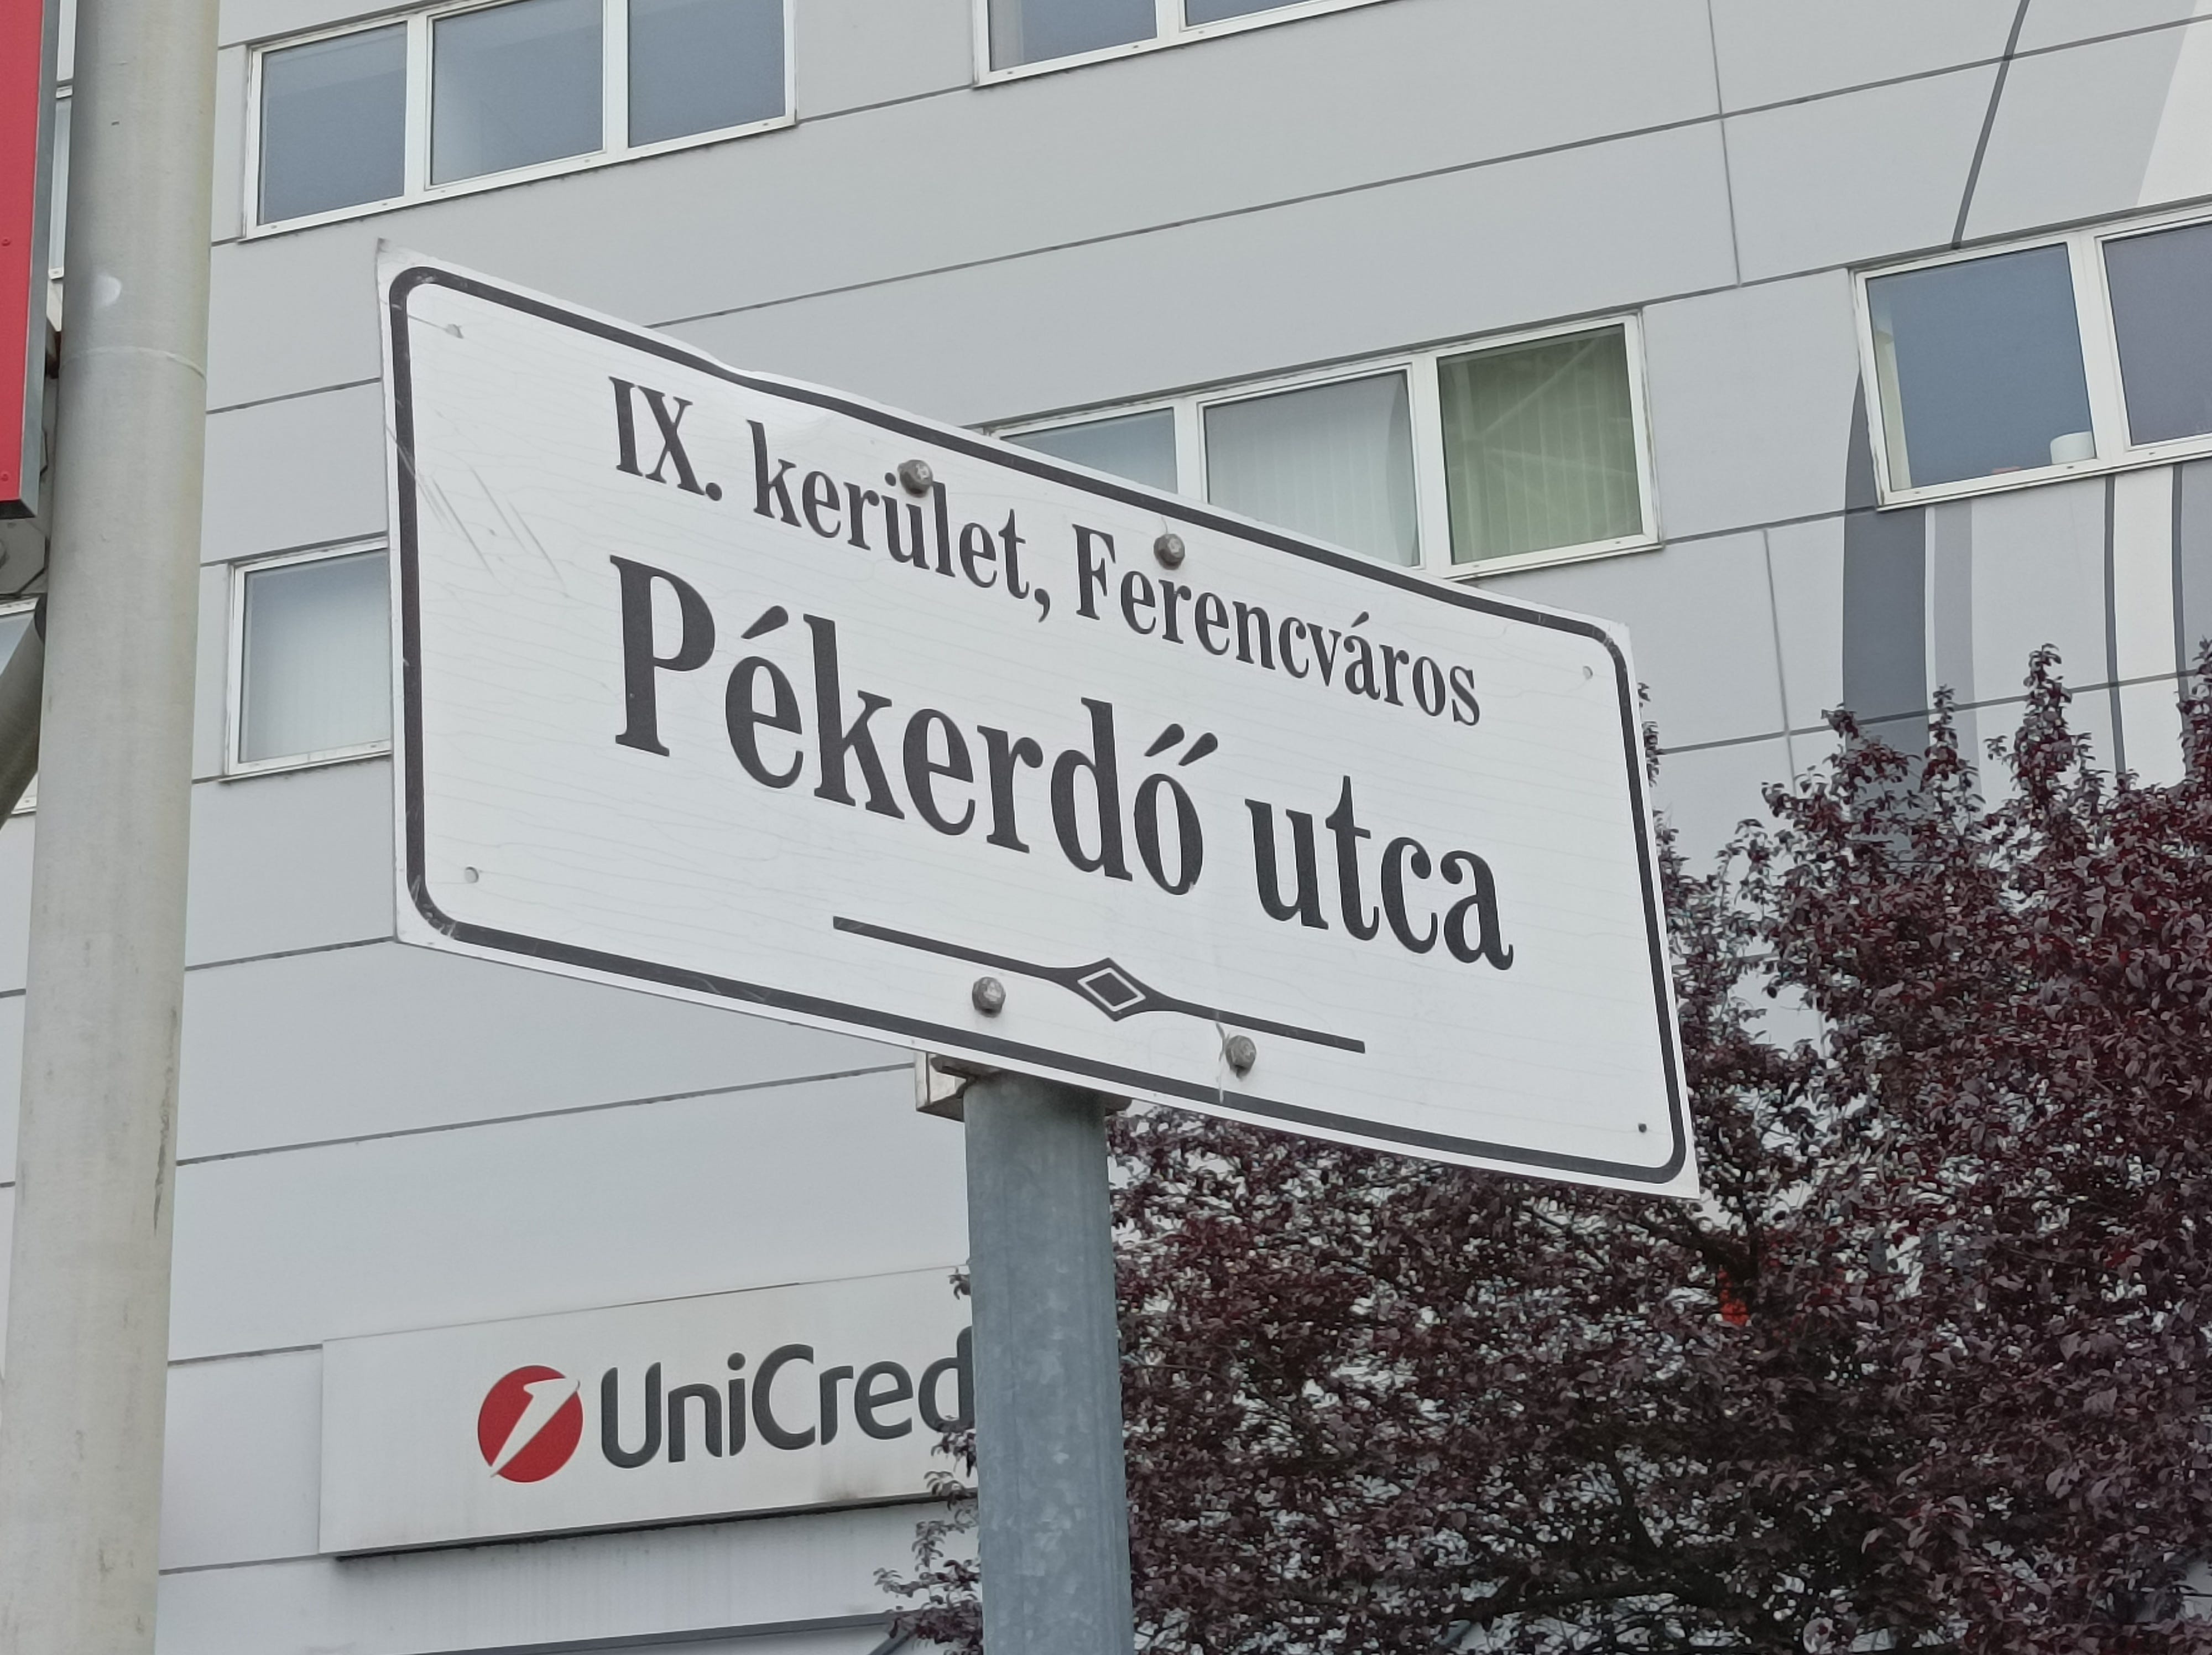 IX. kerület, Ferencváros
Pékerdő utca
UniCred